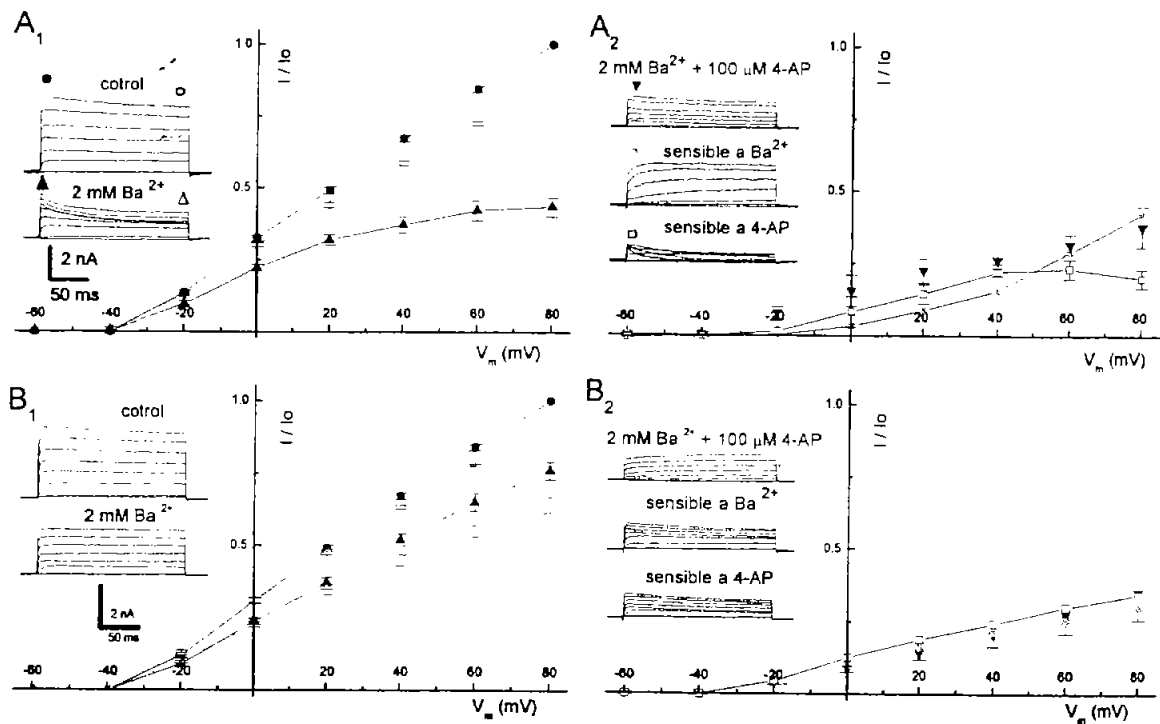 A1
cotrol
2 mM Ba2+
2 nA
50 ms
I / Io
1.0
0.5
-60 -40 -20 0 20 40 60 80
Vm (mV)
A2
2 mM Ba2+ + 100 µM 4-AP
sensible a Ba2+
sensible a 4-AP
I / Io
1.0
0.5
-60 -40 -20 0 20 40 60 80
Vm (mV)
B1
cotrol
2 mM Ba2+
2 nA
50 ms
I / Io
1.0
0.5
-60 -40 -20 0 20 40 60 80
Vm (mV)
B2
2 mM Ba2+ + 100 µM 4-AP
sensible a Ba2+
sensible a 4-AP
I / Io
1.0
0.5
-60 -40 -20 0 20 40 60 80
Vm (mV)